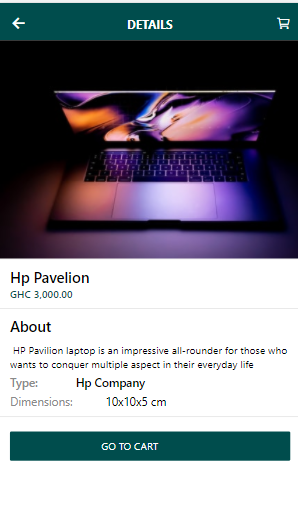 DETAILS
Hp Pavelion
GHC 3,000.00
About
HP Pavilion laptop is an impressive all-rounder for those who
wants to conquer multiple aspect in their everyday life
Type: Hp Company
Dimensions: 10x10x5 cm
GO TO CART